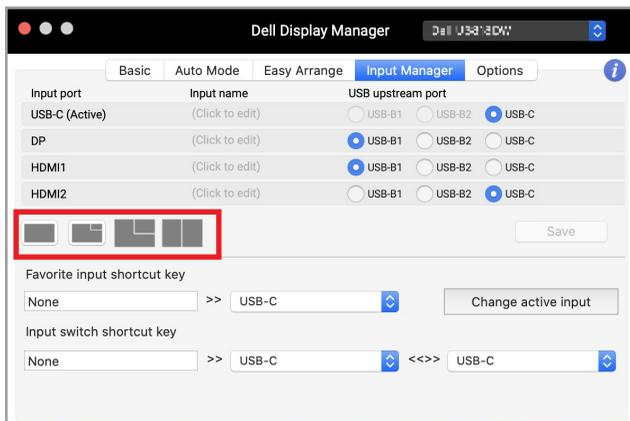 Dell Display Manager Dell
Basic Auto Mode Easy Arrange Input Manager Options i
Input port Input name USB upstream port
USB-C (Active) (Click to edit) USB-B1 USB-B2 USB-C
DP (Click to edit) USB-B1 USB-B2 USB-C
HDMI1 (Click to edit) USB-B1 USB-B2 USB-C
HDMI2 (Click to edit) USB-B1 USB-B2 USB-C
Save
Favorite input shortcut key
None >> USB-C Change active input
Input switch shortcut key
None >> USB-C <<>> USB-C